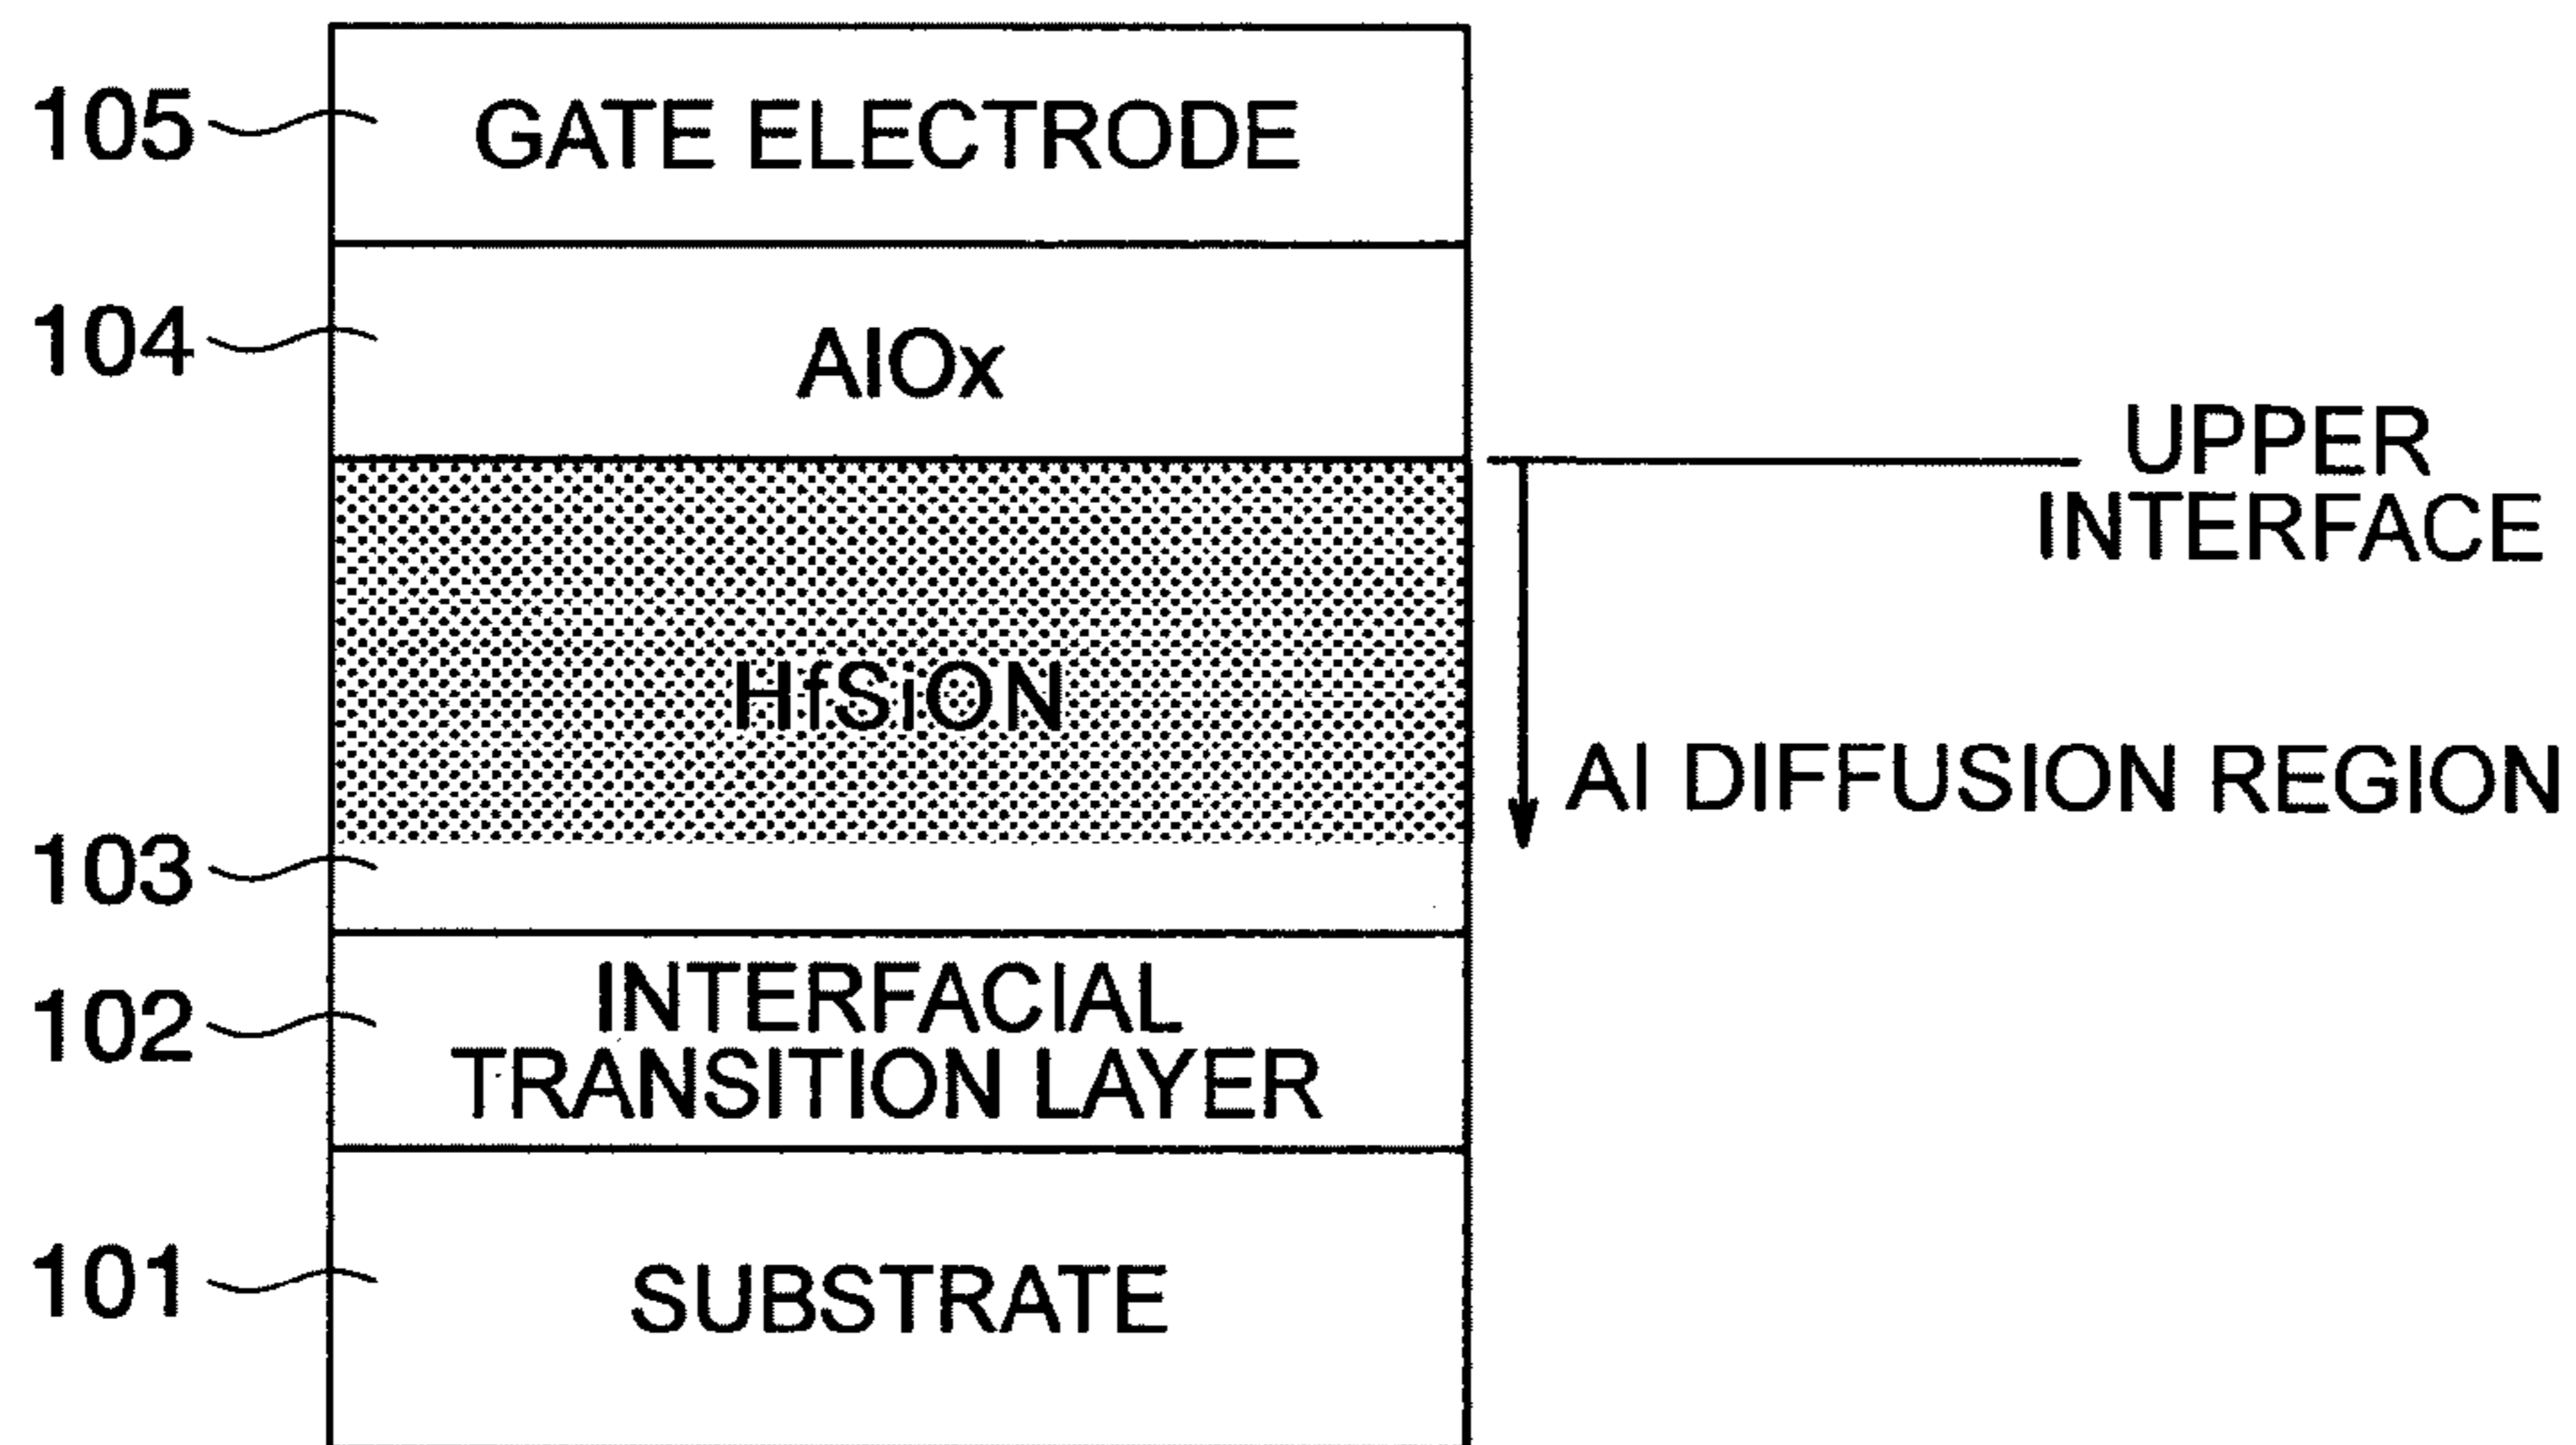 105 GATE ELECTRODE
104 AlOx
UPPER
INTERFACE
HfSiON
Al DIFFUSION REGION
103
INTERFACIAL
102
TRANSITION LAYER
101 SUBSTRATE